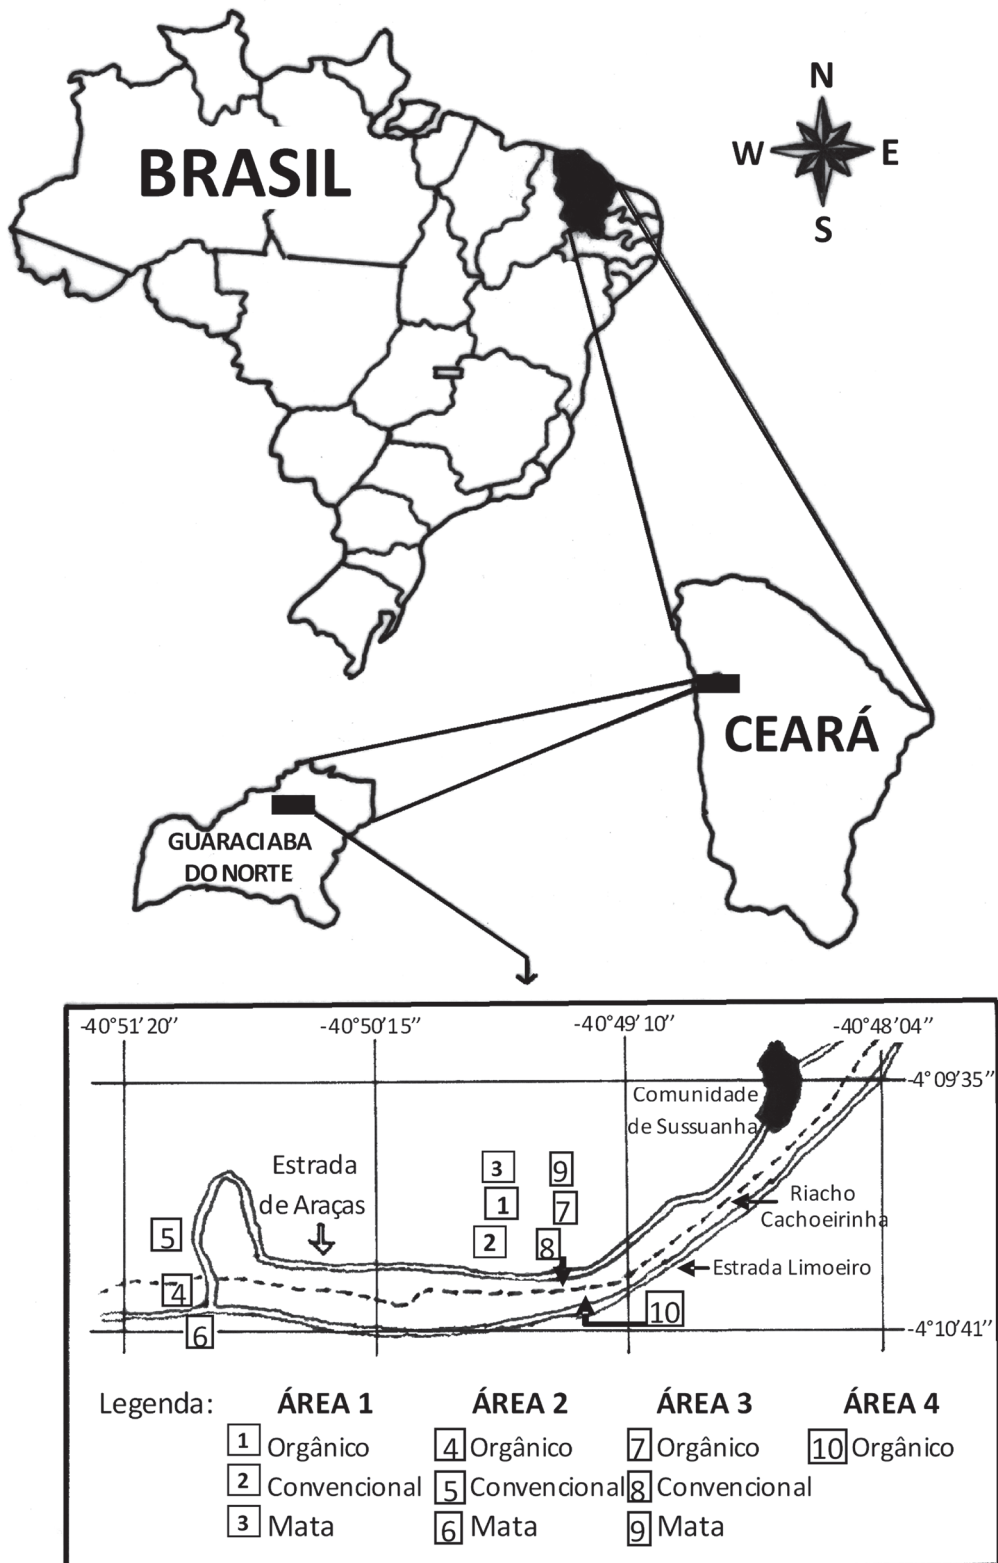 N
BRASIL
W E
S
CEARÁ
GUARACIABA
DO NORTE
-40°51'20" -40°50'15" -40°49'10" -40°48'04"
-4°09'35"
Comunidade
de Sussuanha
Estrada
de Araças
3 9
1 7
2 8
5
4
6
Riacho
Cachoeirinha
Estrada Limoeiro
10
-4°10'41"
Legenda: ÁREA 1 ÁREA 2 ÁREA 3 ÁREA 4
1 Orgânico 4 Orgânico 7 Orgânico 10 Orgânico
2 Convencional 5 Convencional 8 Convencional
3 Mata 6 Mata 9 Mata